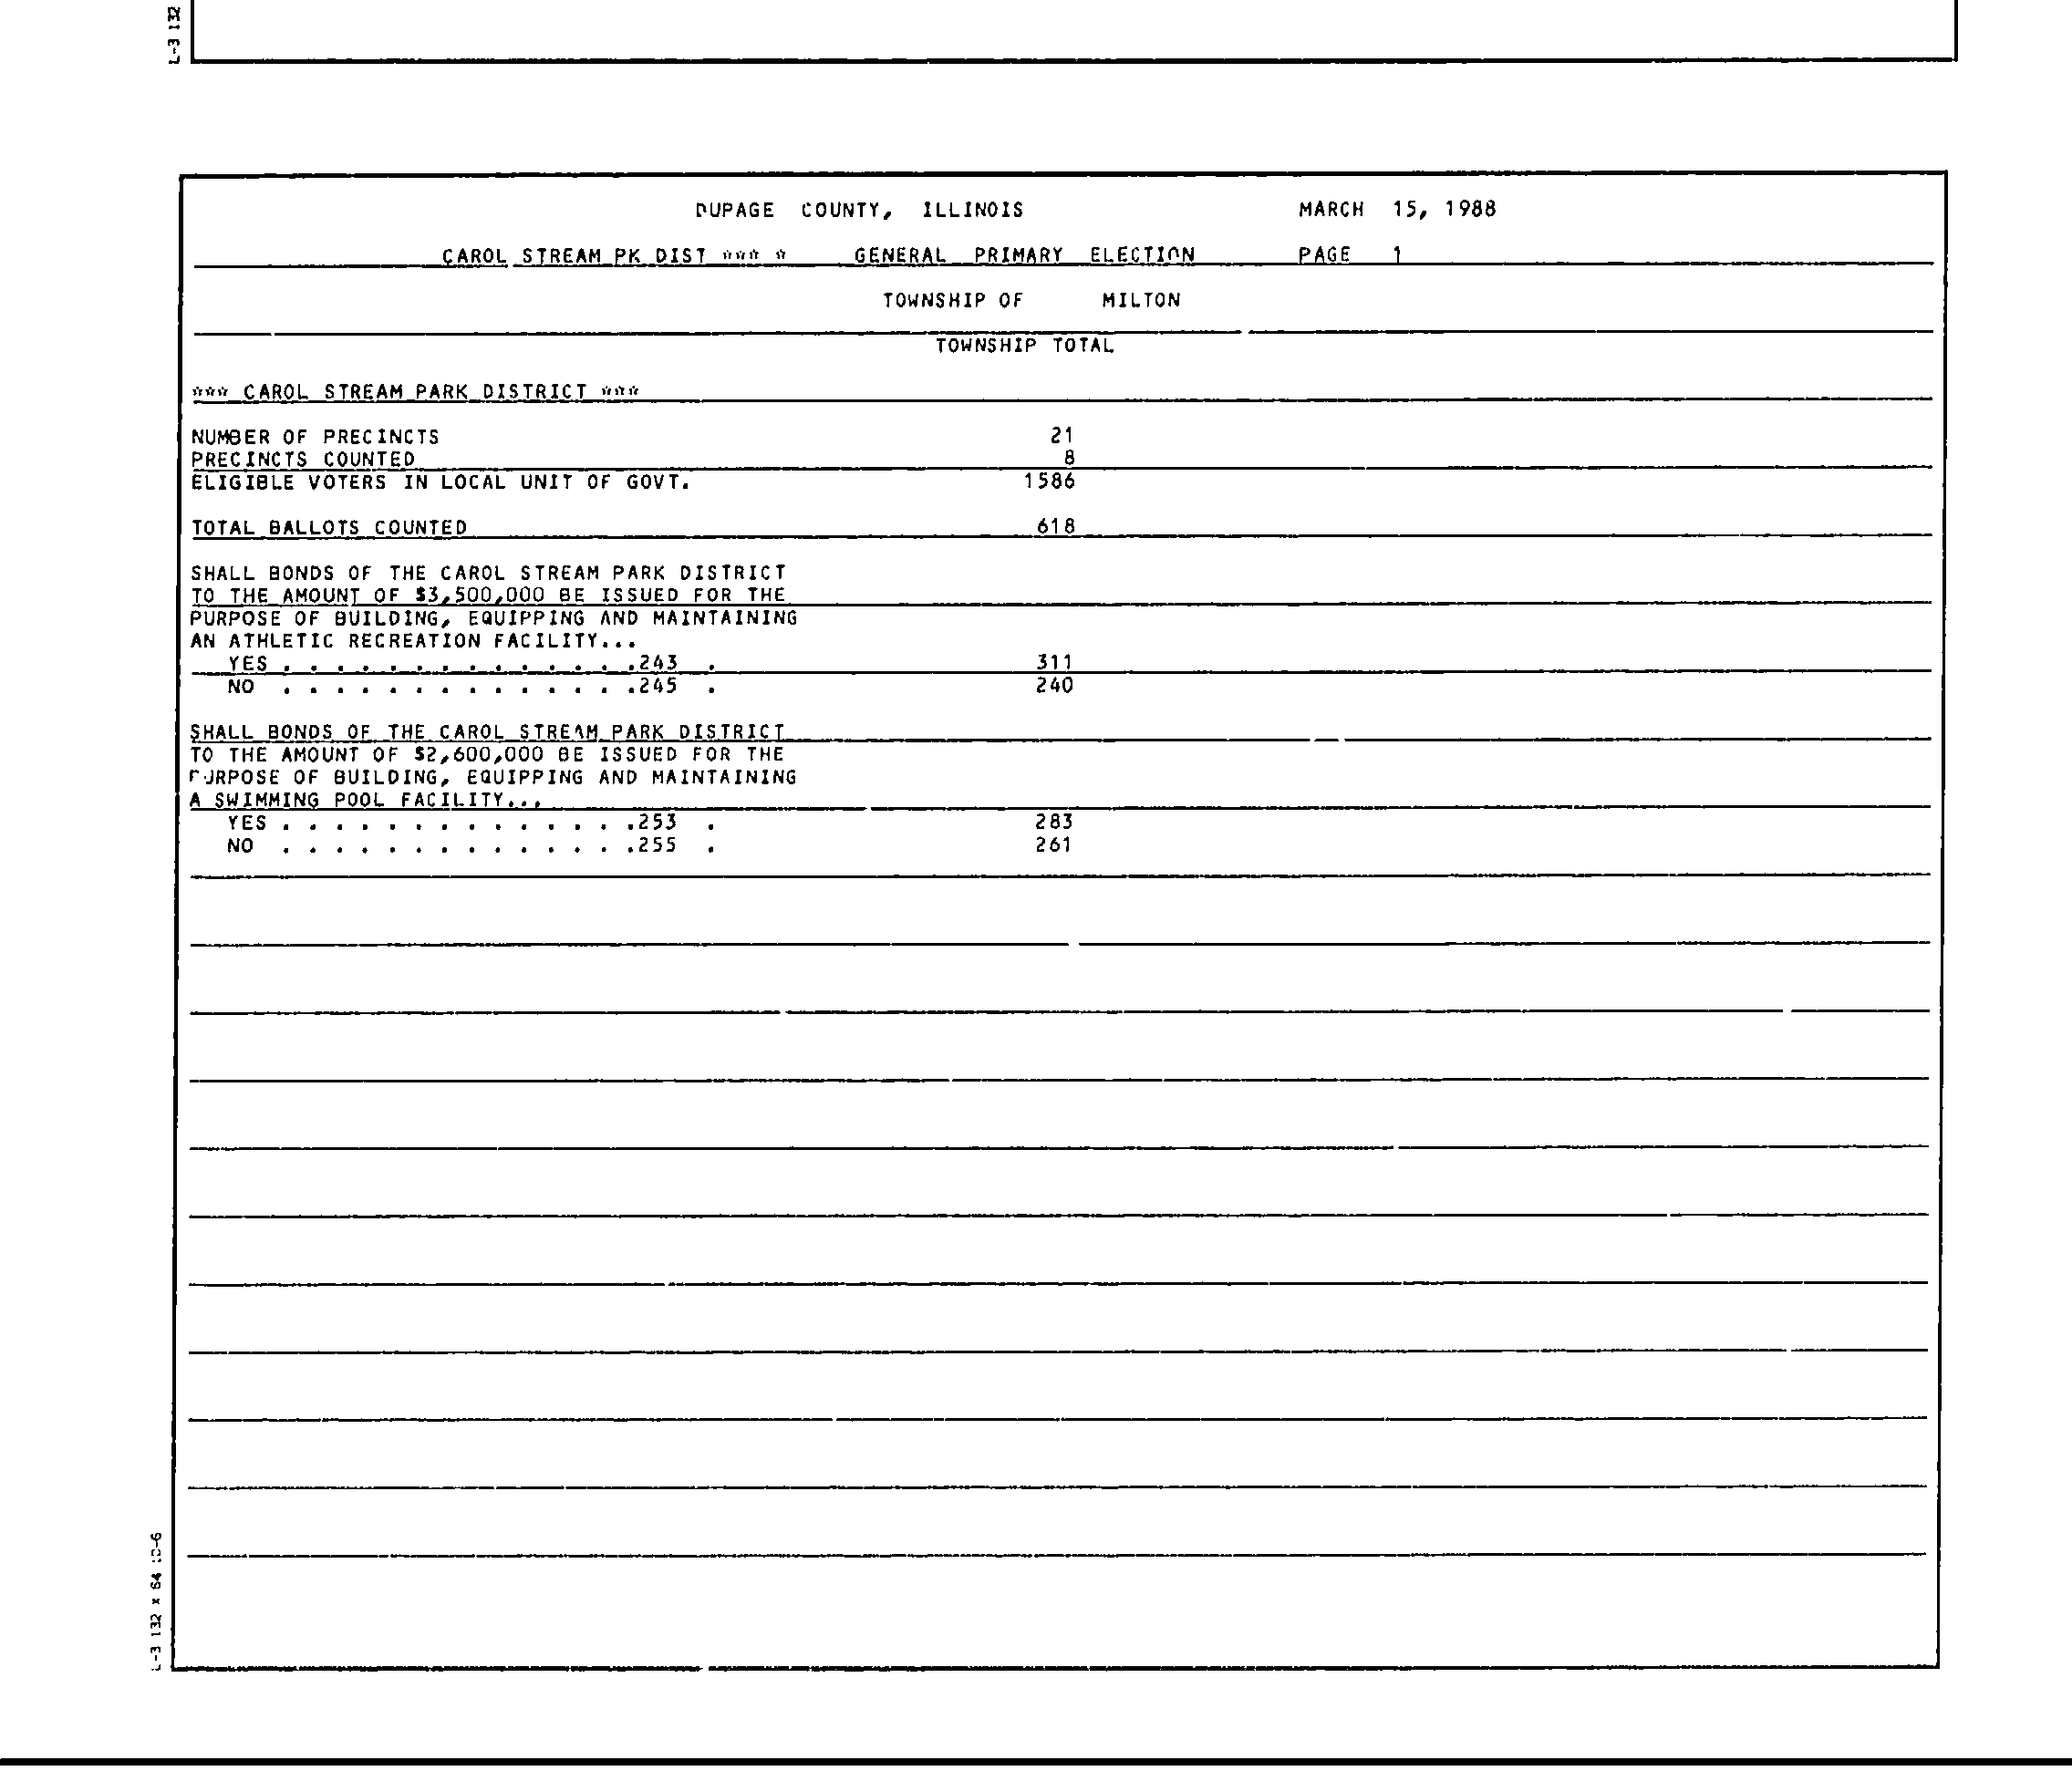 L-3 132
DUPAGE COUNTY, ILLINOIS MARCH 15, 1988
CAROL STREAM PK DIST *** * GENERAL PRIMARY ELECTION PAGE 1
TOWNSHIP OF MILTON
TOWNSHIP TOTAL
*** CAROL STREAM PARK DISTRICT ***
NUMBER OF PRECINCTS 21
PRECINCTS COUNTED 8
ELIGIBLE VOTERS IN LOCAL UNIT OF GOVT. 1586
TOTAL BALLOTS COUNTED 618
SHALL BONDS OF THE CAROL STREAM PARK DISTRICT
TO THE AMOUNT OF $3,500,000 BE ISSUED FOR THE
PURPOSE OF BUILDING, EQUIPPING AND MAINTAINING
AN ATHLETIC RECREATION FACILITY...
YES . . . . . . . . . . . . . .243 . 311
NO . . . . . . . . . . . . . .245 . 240
SHALL BONDS OF THE CAROL STREAM PARK DISTRICT
TO THE AMOUNT OF $2,600,000 BE ISSUED FOR THE
PURPOSE OF BUILDING, EQUIPPING AND MAINTAINING
A SWIMMING POOL FACILITY...
YES . . . . . . . . . . . . . .253 . 283
NO . . . . . . . . . . . . . .255 . 261
L-3 132 x 64 10-6